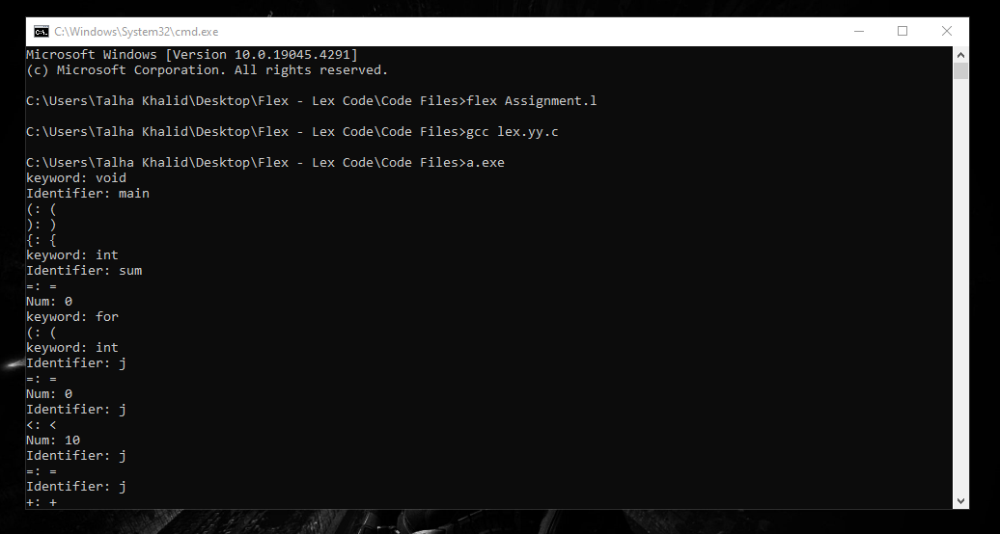 C:\Windows\System32\cmd.exe
Microsoft Windows [Version 10.0.19045.4291]
(c) Microsoft Corporation. All rights reserved.
C:\Users\Talha Khalid\Desktop\Flex - Lex Code\Code Files>flex Assignment.l
C:\Users\Talha Khalid\Desktop\Flex - Lex Code\Code Files>gcc lex.yy.c
C:\Users\Talha Khalid\Desktop\Flex - Lex Code\Code Files>a.exe
keyword: void
Identifier: main
(: (
): )
{: {
keyword: int
Identifier: sum
=: =
Num: 0
keyword: for
(: (
keyword: int
Identifier: j
=: =
Num: 0
Identifier: j
<: <
Num: 10
Identifier: j
=: =
Identifier: j
+: +